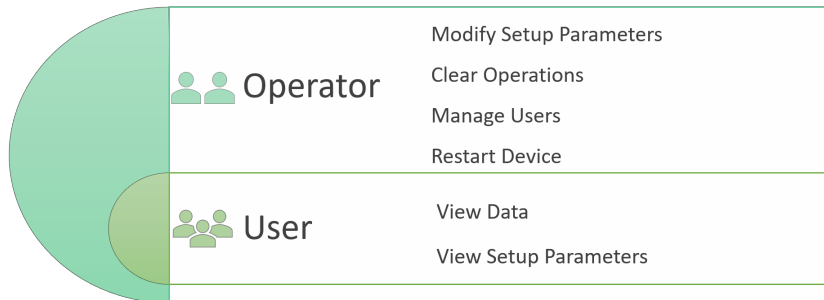 Operator
Modify Setup Parameters
Clear Operations
Manage Users
Restart Device
User
View Data
View Setup Parameters